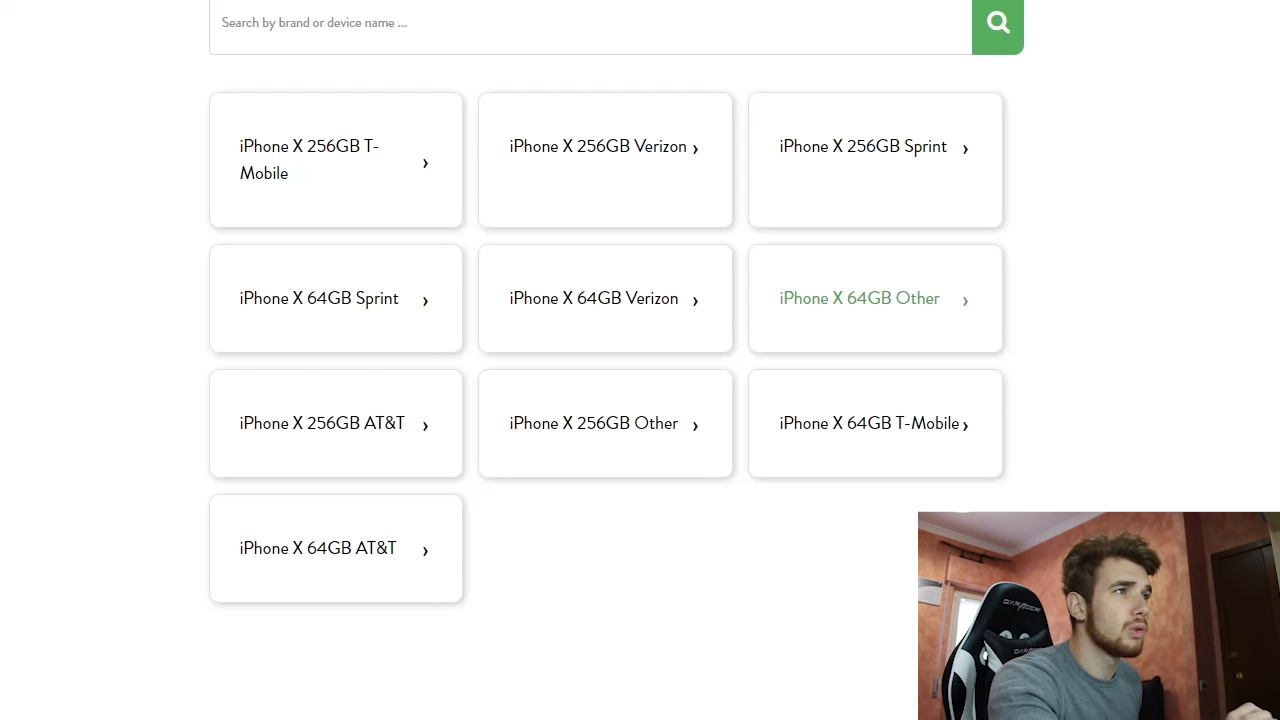 Search by brand or device name ...
iPhone X 256GB T-
Mobile
iPhone X 256GB Verizon
iPhone X 256GB Sprint
iPhone X 64GB Sprint
iPhone X 64GB Verizon
iPhone X 64GB Other
iPhone X 256GB AT&T
iPhone X 256GB Other
iPhone X 64GB T-Mobile
iPhone X 64GB AT&T